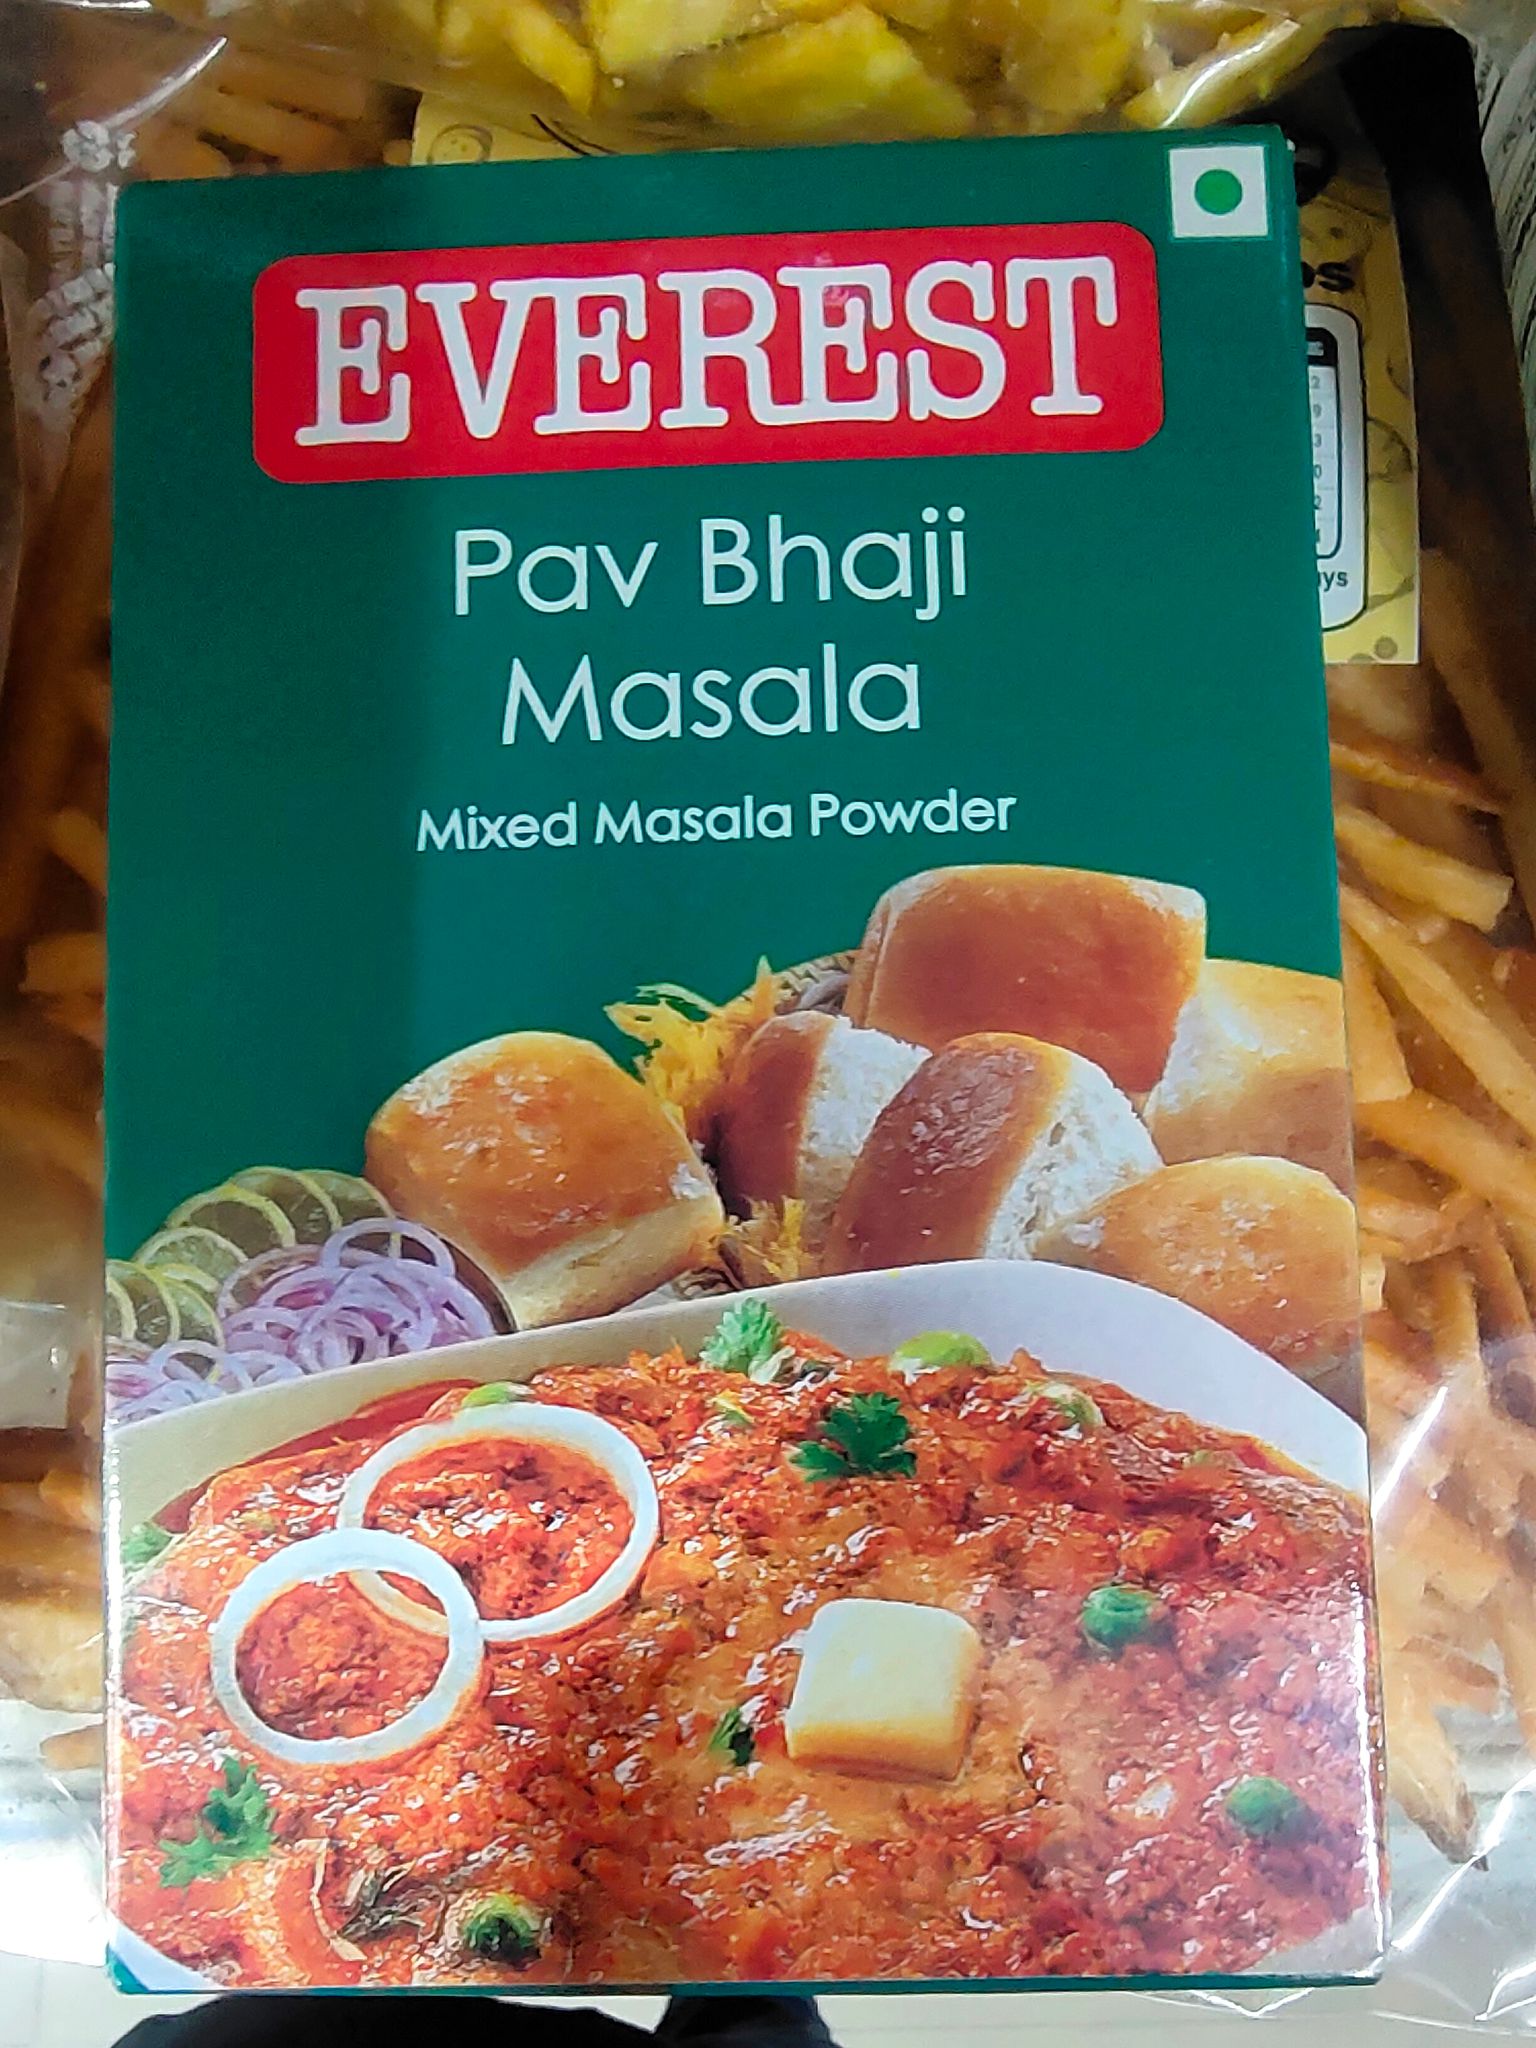 EVEREST
Pav Bhaji
Masala
Mixed Masala Powder